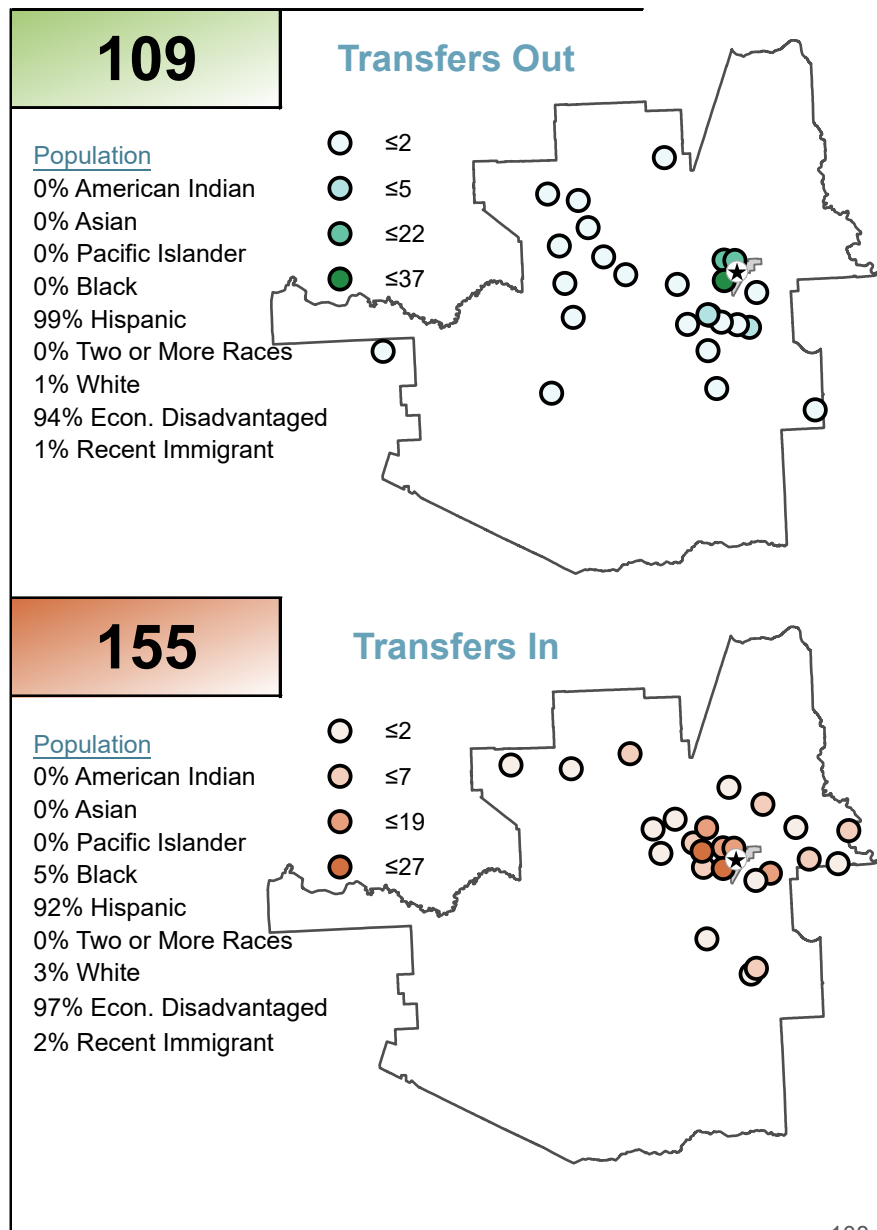 109
Transfers Out
Population
0% American Indian
0% Asian
0% Pacific Islander
0% Black
99% Hispanic
0% Two or More Races
1% White
94% Econ. Disadvantaged
1% Recent Immigrant
≤2
≤5
≤22
≤37
155
Transfers In
Population
0% American Indian
0% Asian
0% Pacific Islander
5% Black
92% Hispanic
0% Two or More Races
3% White
97% Econ. Disadvantaged
2% Recent Immigrant
≤2
≤7
≤19
≤27